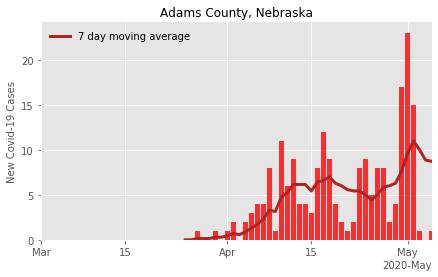 Adams County, Nebraska
7 day moving average
New Covid-19 Cases
20
15
10
5
0
Mar
15
Apr
15
May
2020-May